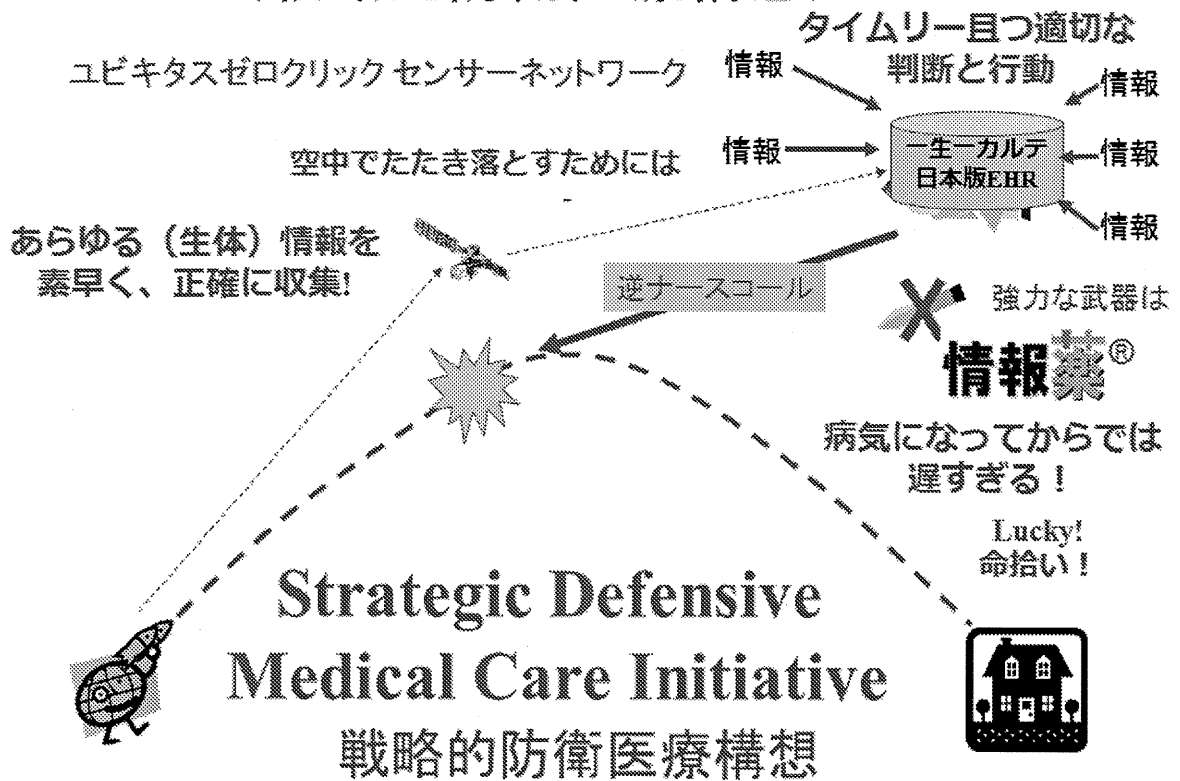 タイムリー且つ適切な
判断と行動
ユビキタスゼロクリックセンサーネットワーク
情報
情報
空中でたたき落とすためには
情報
一生一カルテ
日本版EHR
情報
情報
あらゆる（生体）情報を
素早く、正確に収集!
逆ナースコール
強力な武器は
情報薬®
病気になってからでは
遅すぎる！
Lucky!
命拾い！
Strategic Defensive
Medical Care Initiative
戦略的防衛医療構想